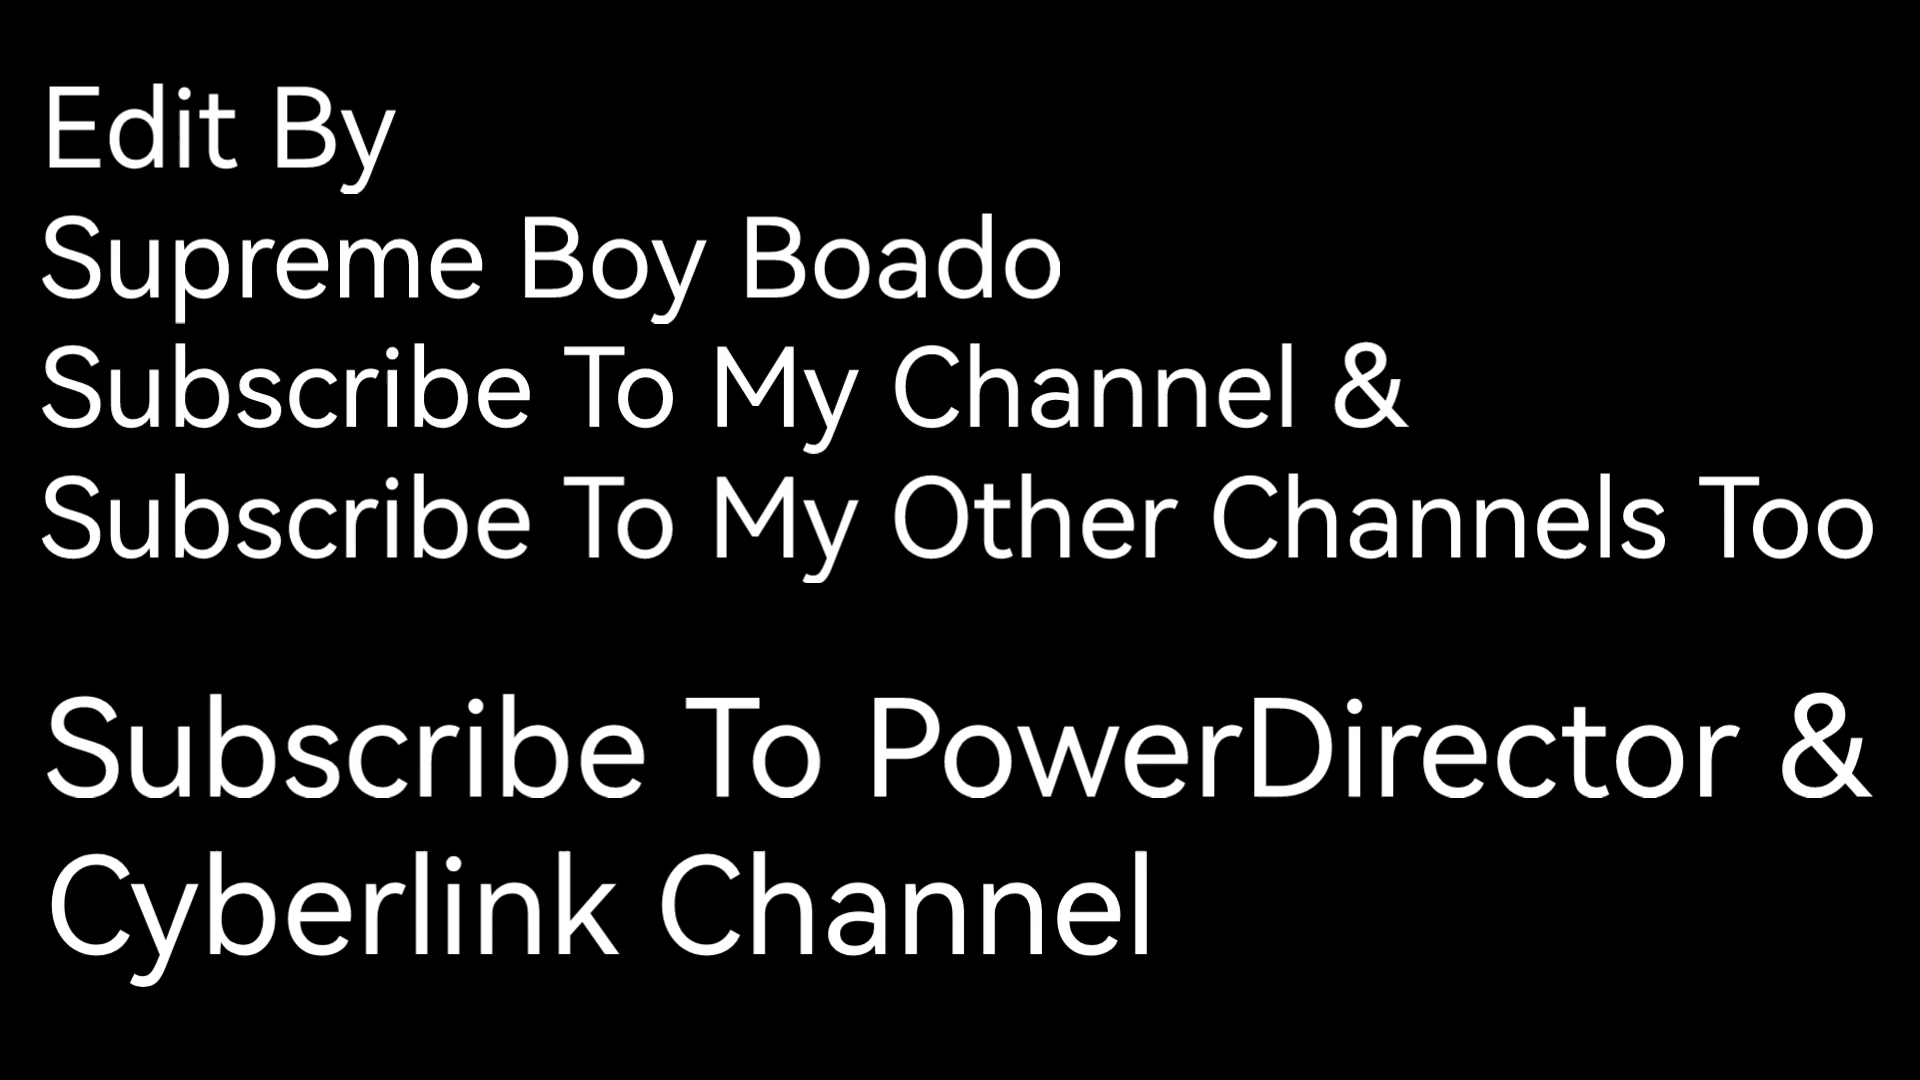 Edit By
Supreme Boy Boado
Subscribe To My Channel &
Subscribe To My Other Channels Too
Subscribe To PowerDirector &
Cyberlink Channel